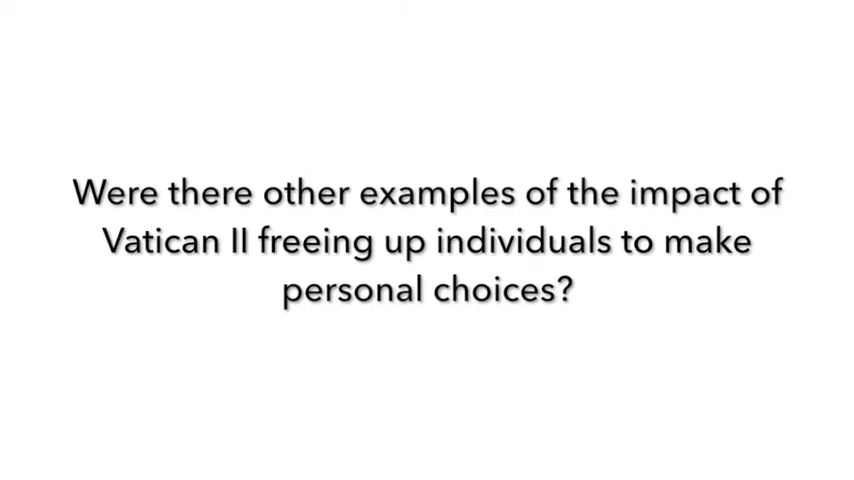 Were there other examples of the impact of
Vatican II freeing up individuals to make
personal choices?